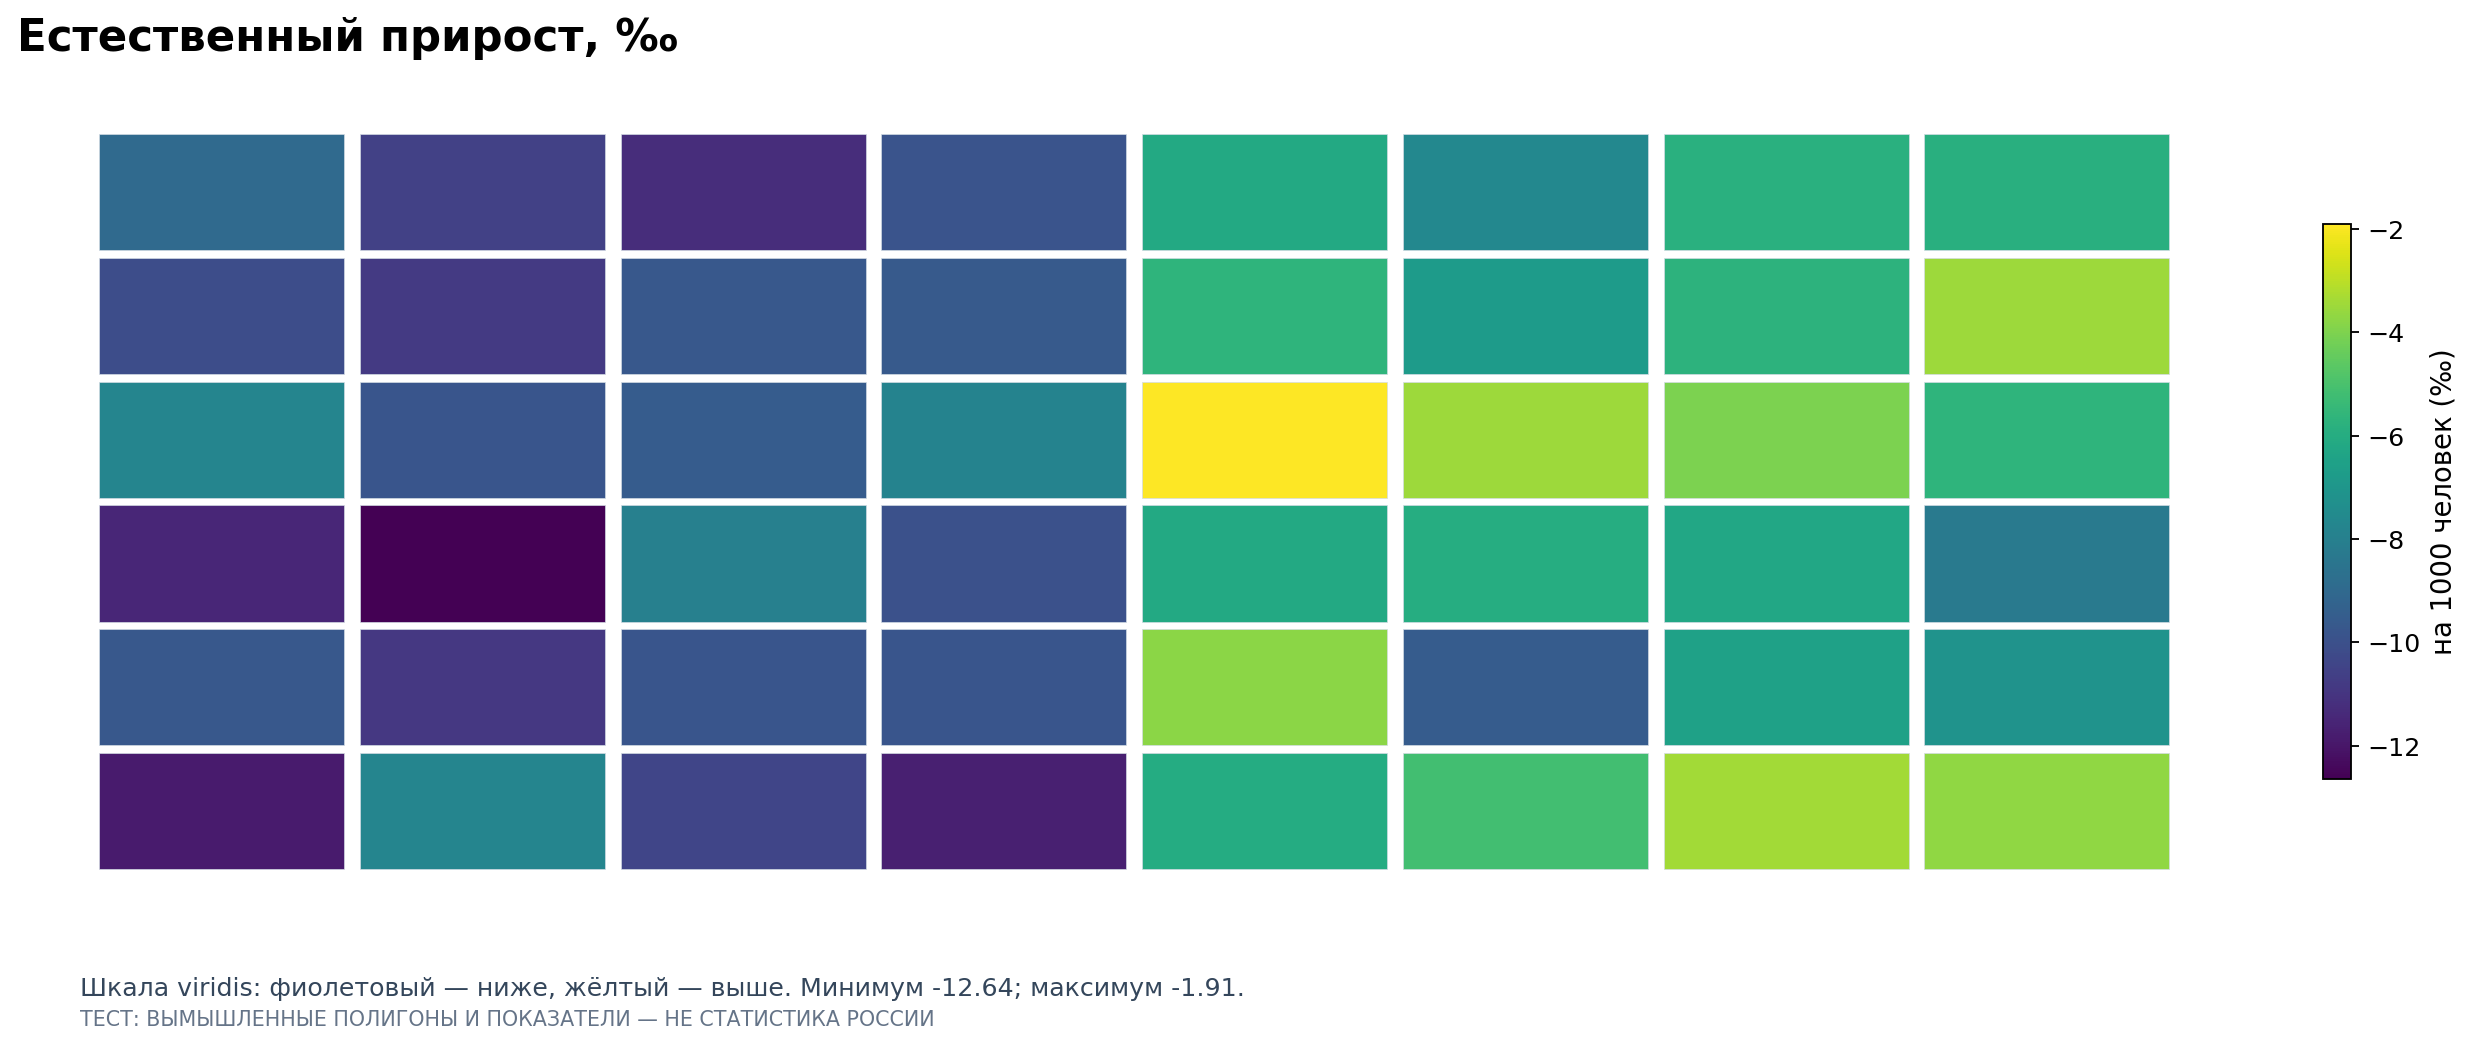 Естественный прирост, ‰
−2
−4
−6
−8
−10
−12
на 1000 человек (‰)
Шкала viridis: фиолетовый — ниже, жёлтый — выше. Минимум -12.64; максимум -1.91.
ТЕСТ: ВЫМЫШЛЕННЫЕ ПОЛИГОНЫ И ПОКАЗАТЕЛИ — НЕ СТАТИСТИКА РОССИИ